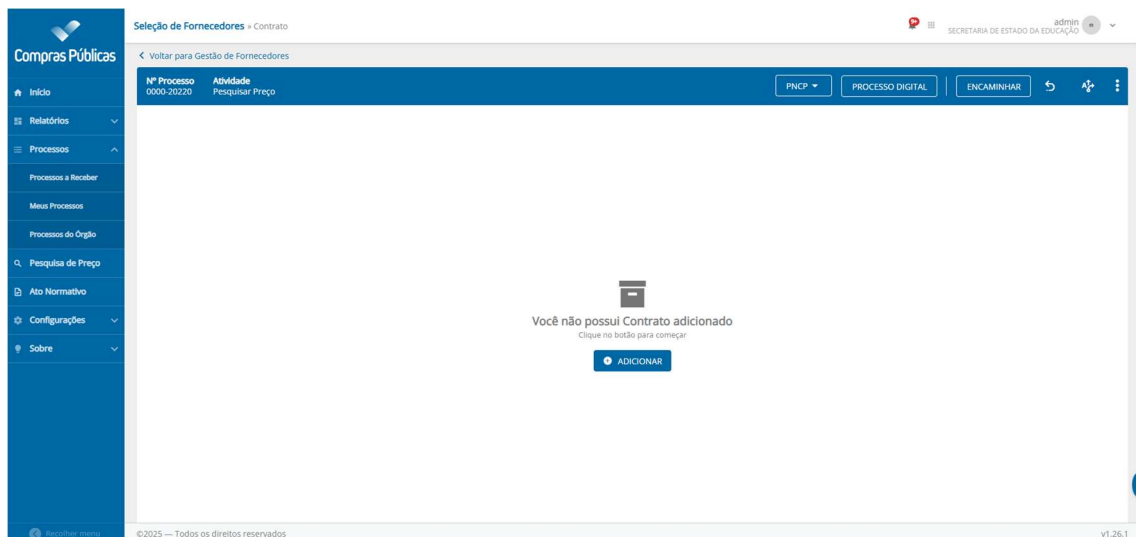 Compras Públicas
Início
Relatórios
Processos
Processos a Receber
Meus Processos
Processos do Órgão
Pesquisa de Preço
Ato Normativo
Configurações
Sobre
Recolher menu
Seleção de Fornecedores » Contrato
9+
admin
SECRETARIA DE ESTADO DA EDUCAÇÃO
Voltar para Gestão de Fornecedores
Nº Processo Atividade
0000-20220 Pesquisar Preço
PNCP
PROCESSO DIGITAL
ENCAMINHAR
Você não possui Contrato adicionado
Clique no botão para começar
ADICIONAR
©2025 — Todos os direitos reservados
v1.26.1